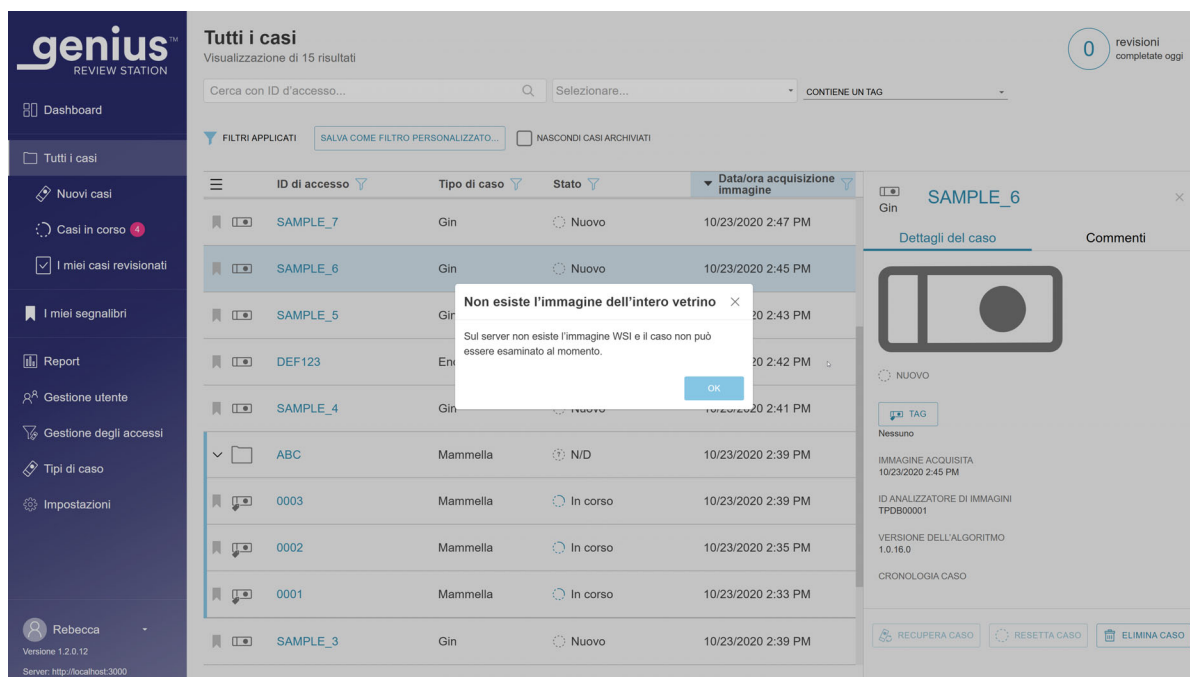 genius™
REVIEW STATION
Dashboard
Tutti i casi
Nuovi casi
Casi in corso 4
I miei casi revisionati
I miei segnalibri
Report
Gestione utente
Gestione degli accessi
Tipi di caso
Impostazioni
Rebecca
Versione 1.2.0.12
Server: http://localhost:3000
Tutti i casi
Visualizzazione di 15 risultati
0 revisioni
completate oggi
Cerca con ID d'accesso... Selezionare... CONTIENE UN TAG
FILTRI APPLICATI SALVA COME FILTRO PERSONALIZZATO... NASCONDI CASI ARCHIVIATI
ID di accesso Tipo di caso Stato Data/ora acquisizione
immagine
SAMPLE_7 Gin Nuovo 10/23/2020 2:47 PM
SAMPLE_6 Gin Nuovo 10/23/2020 2:45 PM
SAMPLE_5 Gin 20 2:43 PM
DEF123 End 20 2:42 PM
SAMPLE_4 Gin Nuovo 10/23/2020 2:41 PM
ABC Mammella N/D 10/23/2020 2:39 PM
0003 Mammella In corso 10/23/2020 2:39 PM
0002 Mammella In corso 10/23/2020 2:35 PM
0001 Mammella In corso 10/23/2020 2:33 PM
SAMPLE_3 Gin Nuovo 10/23/2020 2:39 PM
Non esiste l'immagine dell'intero vetrino
Sul server non esiste l'immagine WSI e il caso non può
essere esaminato al momento.
OK
Gin SAMPLE_6
Dettagli del caso Commenti
NUOVO
TAG
Nessuno
IMMAGINE ACQUISITA
10/23/2020 2:45 PM
ID ANALIZZATORE DI IMMAGINI
TPDB00001
VERSIONE DELL'ALGORITMO
1.0.16.0
CRONOLOGIA CASO
RECUPERA CASO RESETTA CASO ELIMINA CASO